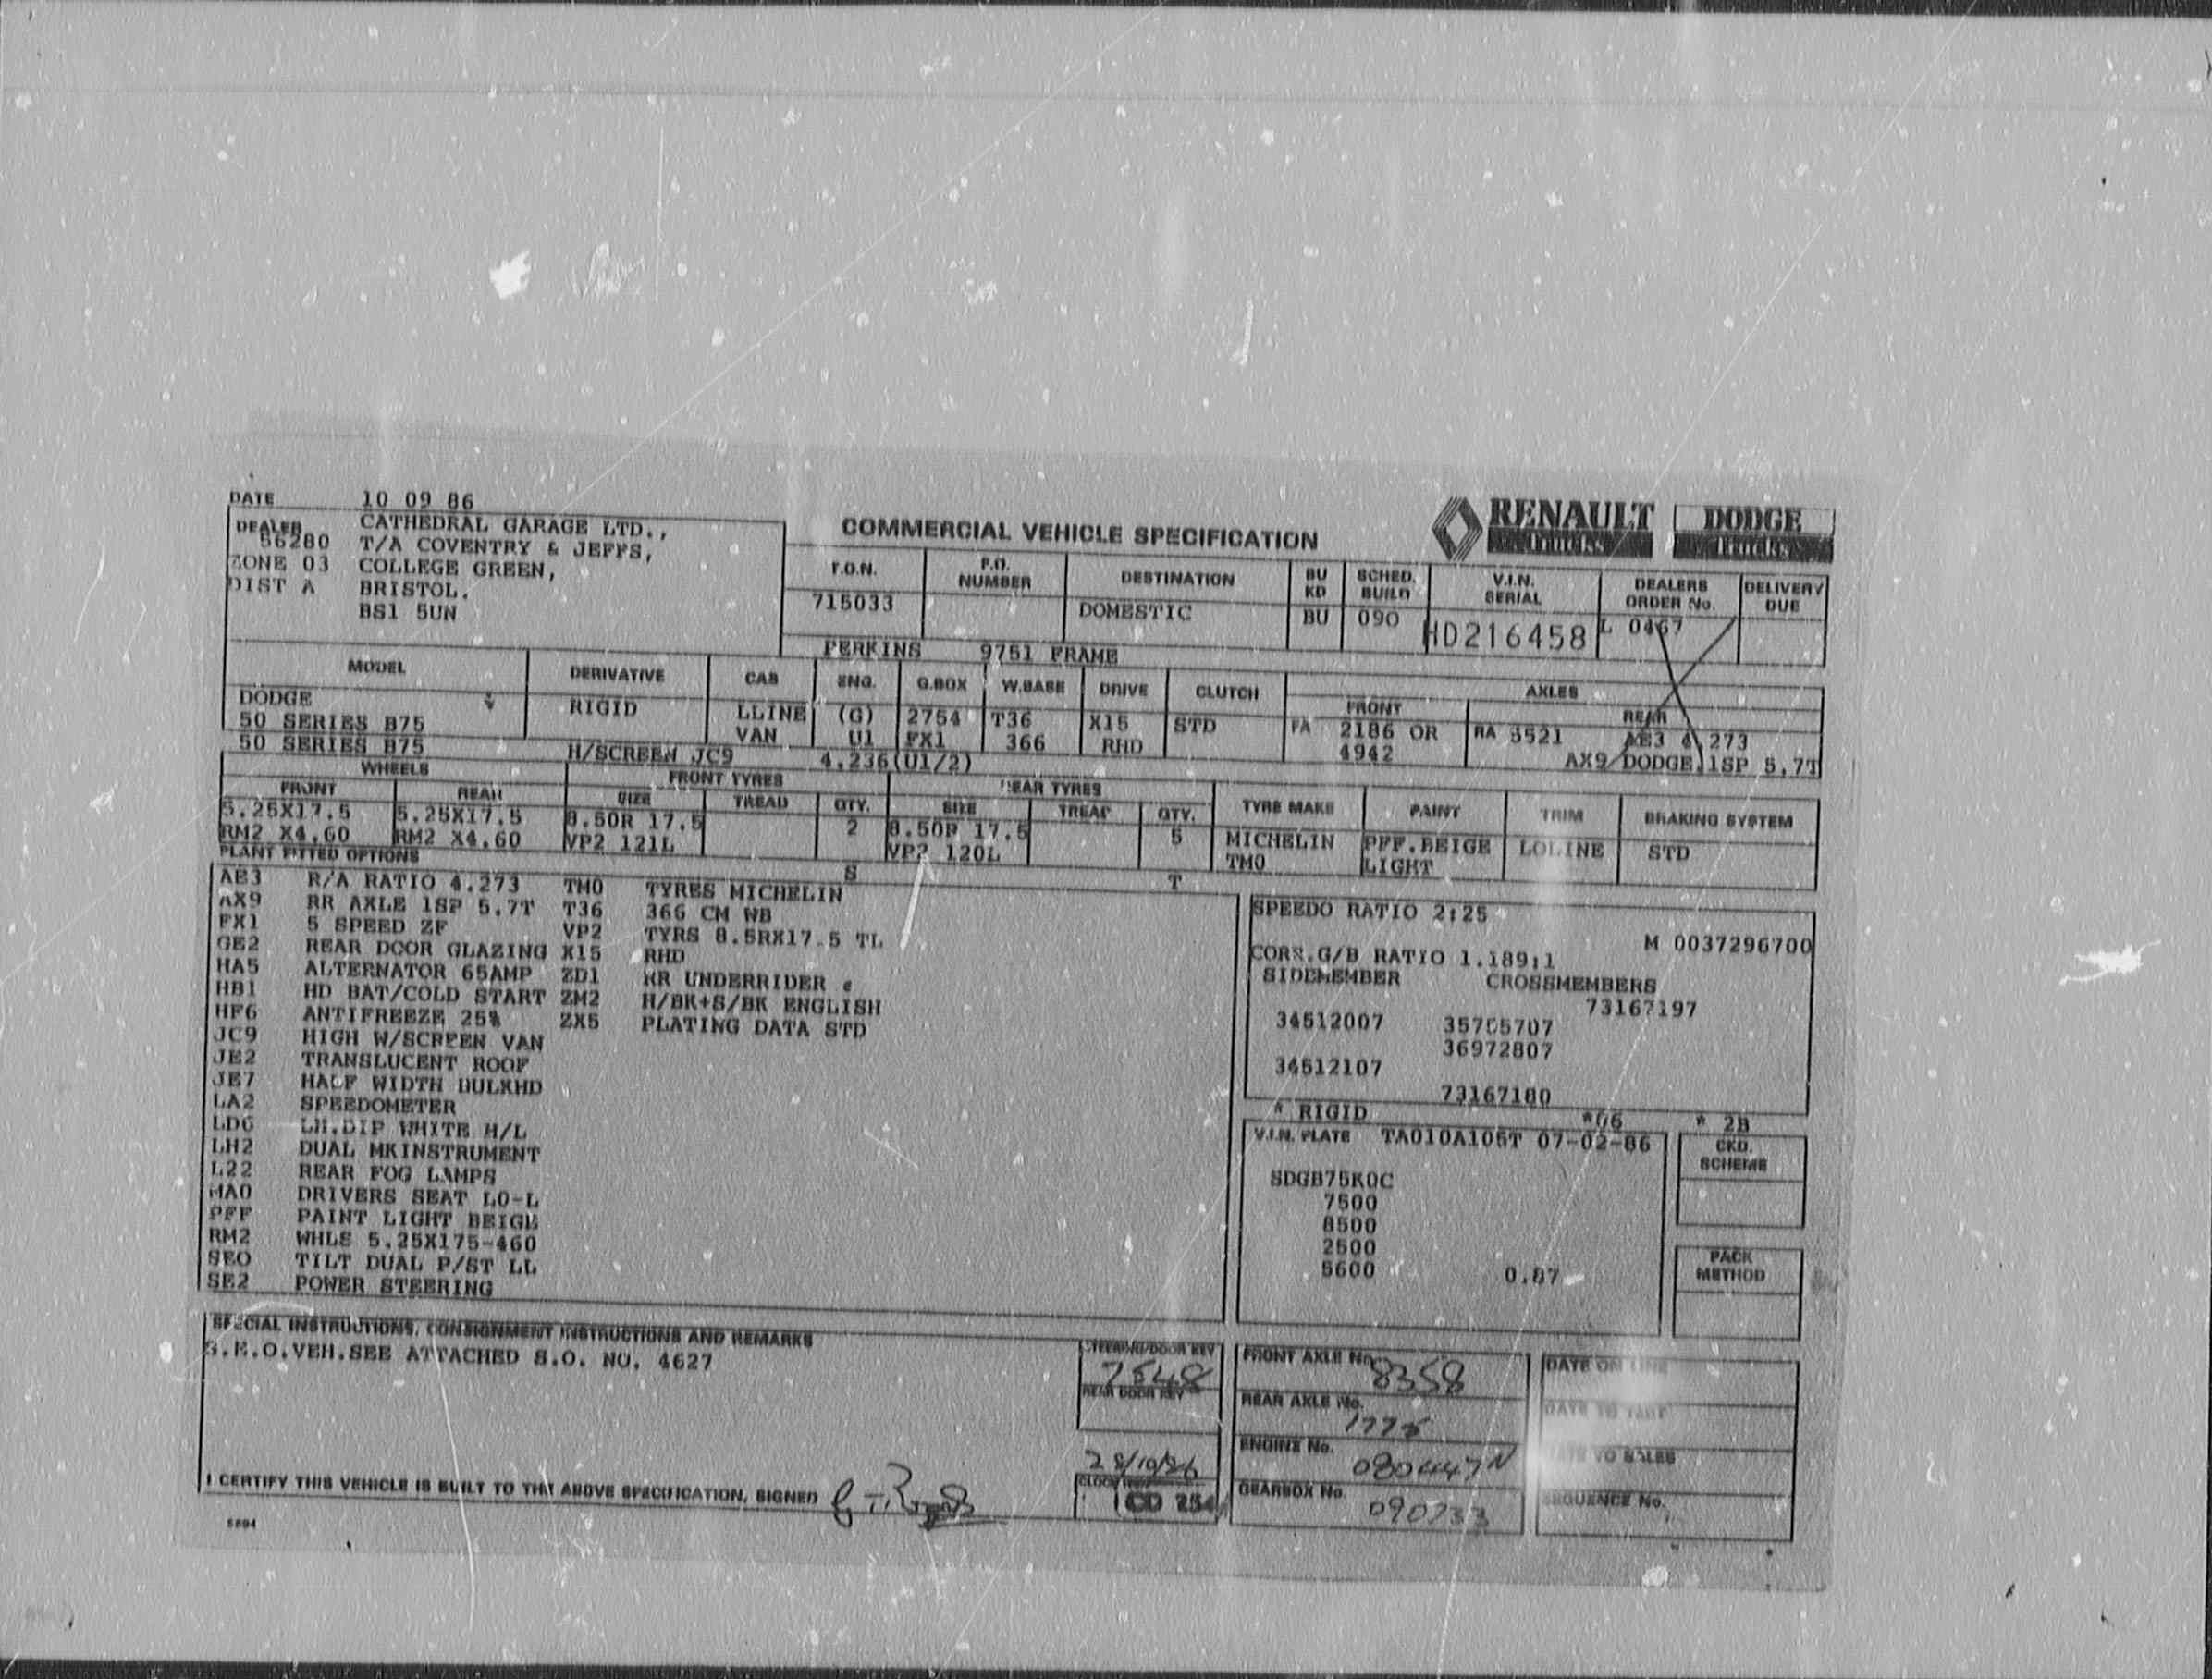 DATE 10 09 86
DEALER CATHEDRAL GARAGE LTD.,
56280 T/A COVENTRY & JEFFS,
ZONE 03 COLLEGE GREEN,
DIST A BRISTOL.
BS1 5UN
COMMERCIAL VEHICLE SPECIFICATION
RENAULT TRUCKS DODGE TRUCKS
F.O.N. P.O. NUMBER DESTINATION BU KD SCHED. BUILD V.I.N. SERIAL DEALERS ORDER No. DELIVERY DUE
715033 DOMESTIC BU 090 HD216458 L 0467
PERKINS 9751 FRAME
MODEL DERIVATIVE CAB ENG. G.BOX W.BASE DRIVE CLUTCH AXLES
FRONT REAR
DODGE RIGID LLINE (G) 2754 T36 X15 STD FA 2186 OR RA 3521 AE3 4.273
50 SERIES B75 VAN U1 FX1 366 RHD 4942 AX9 DODGE 1SP 5.7T
50 SERIES B75 H/SCREEN JC9 4.236(U1/2)
WHEELS FRONT TYRES REAR TYRES
FRONT REAR SIZE TREAD QTY. SIZE TREAD QTY. TYRE MAKE PAINT TRIM BRAKING SYSTEM
5.25X17.5 5.25X17.5 8.50R 17.5 2 8.50R 17.5 5 MICHELIN PFF.BEIGE LOLINE STD
RM2 X4.60 RM2 X4.60 VP2 121L VP2 120L TM0 LIGHT
PLANT FITTED OPTIONS S T
AE3 R/A RATIO 4.273 TM0 TYRES MICHELIN
AX9 RR AXLE 1SP 5.7T T36 366 CM WB
FX1 5 SPEED ZF VP2 TYRS 8.5RX17.5 TL
GE2 REAR DOOR GLAZING X15 RHD
HA5 ALTERNATOR 65AMP ZD1 RR UNDERRIDER
HB1 HD BAT/COLD START ZM2 H/BK+S/BK ENGLISH
HF6 ANTIFREEZE 25% ZX5 PLATING DATA STD
JC9 HIGH W/SCREEN VAN
JE2 TRANSLUCENT ROOF
JE7 HALF WIDTH BULKHD
LA2 SPEEDOMETER
LD6 LH.DIP WHITE H/L
LH2 DUAL MKINSTRUMENT
L22 REAR FOG LAMPS
MA0 DRIVERS SEAT LO-L
PFF PAINT LIGHT BEIGE
RM2 WHLS 5.25X175-460
SE0 TILT DUAL P/ST LL
SE2 POWER STEERING
SPEEDO RATIO 2:25
M 0037296700
CORR.G/B RATIO 1.189:1
SIDEMEMBER CROSSMEMBERS
73167197
34512007 35705707
36972807
34512107
73167180
* RIGID *06 * 2B
V.I.N. PLATE TA010A105T 07-02-86 CKD. SCHEME
SDGB75K0C
7500
8500
2500
5600 0.87
PACK METHOD
SPECIAL INSTRUCTIONS, CONSIGNMENT INSTRUCTIONS AND REMARKS
S.E.O.VEH.SEE ATTACHED S.O. NO. 4627
STEERING/DOOR KEY 7548
REAR DOOR KEY
28/10/86
CLOCK CD 254
FRONT AXLE No. 8358
REAR AXLE No. 1775
ENGINE No. 080447N
GEARBOX No. 090733
DATE ON LINE
DATE TO
DATE TO SALES
SEQUENCE No.
I CERTIFY THIS VEHICLE IS BUILT TO THE ABOVE SPECIFICATION, SIGNED